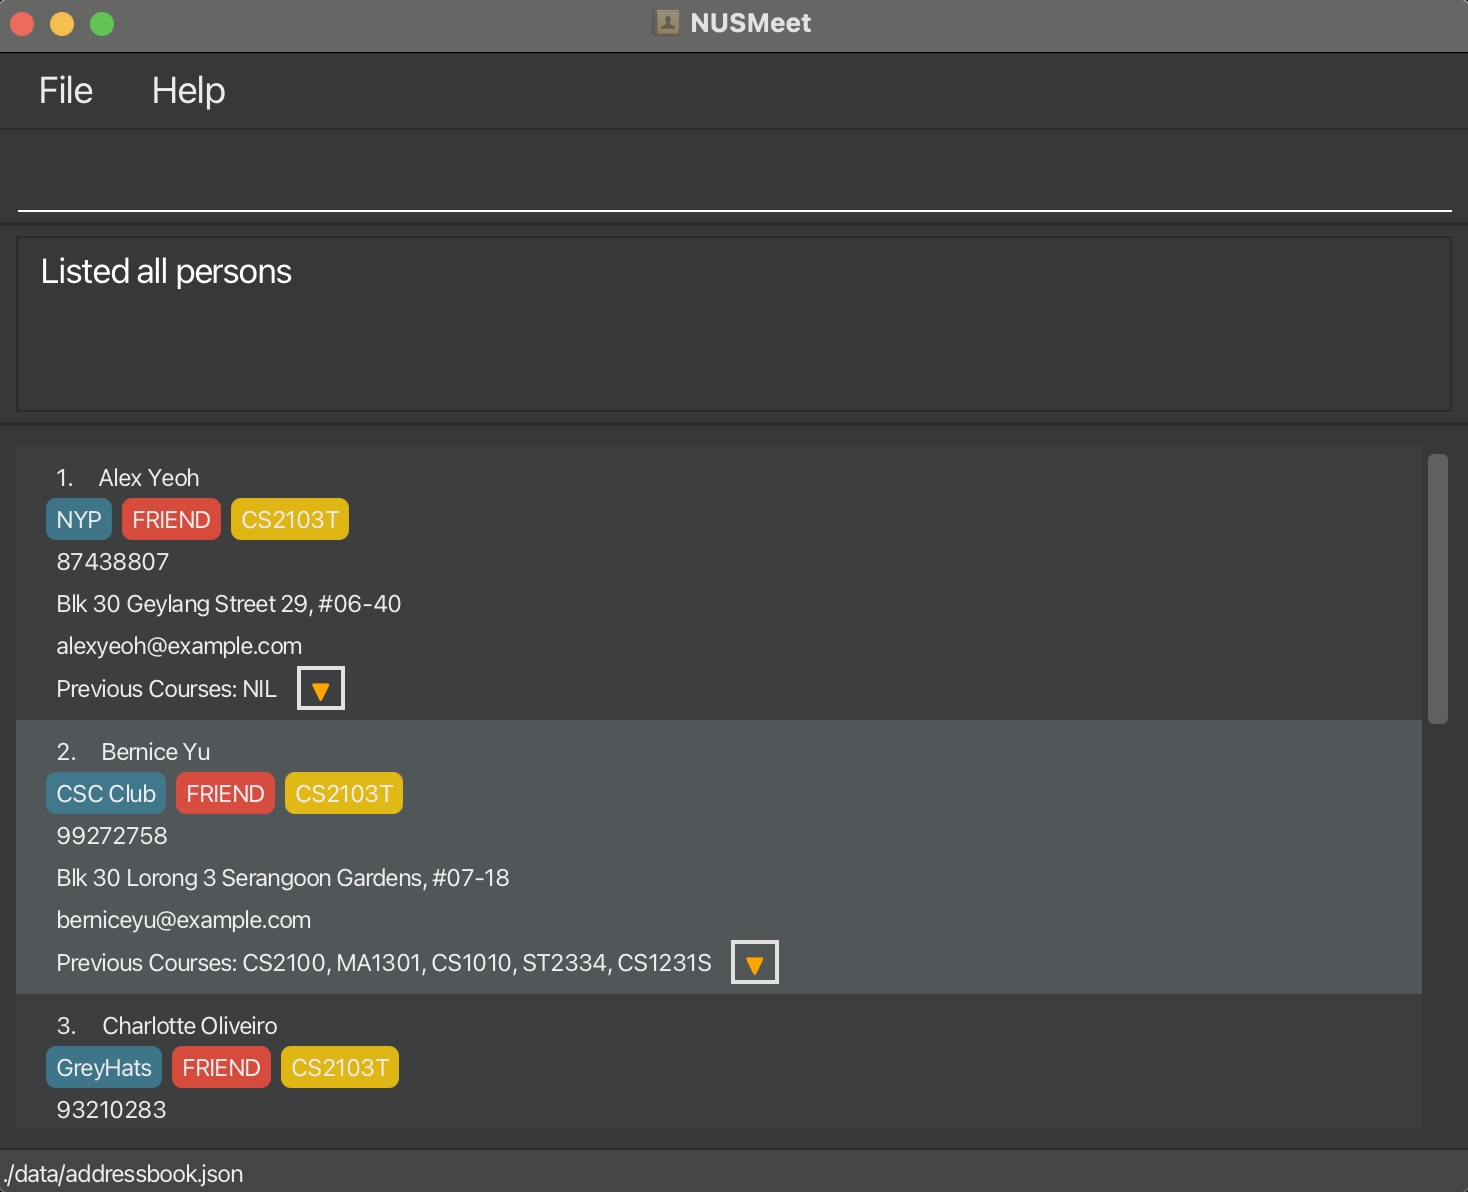 NUSMeet
File Help
Listed all persons
1. Alex Yeoh
NYP FRIEND CS2103T
87438807
Blk 30 Geylang Street 29, #06-40
alexyeoh@example.com
Previous Courses: NIL
2. Bernice Yu
CSC Club FRIEND CS2103T
99272758
Blk 30 Lorong 3 Serangoon Gardens, #07-18
berniceyu@example.com
Previous Courses: CS2100, MA1301, CS1010, ST2334, CS1231S
3. Charlotte Oliveiro
GreyHats FRIEND CS2103T
93210283
./data/addressbook.json